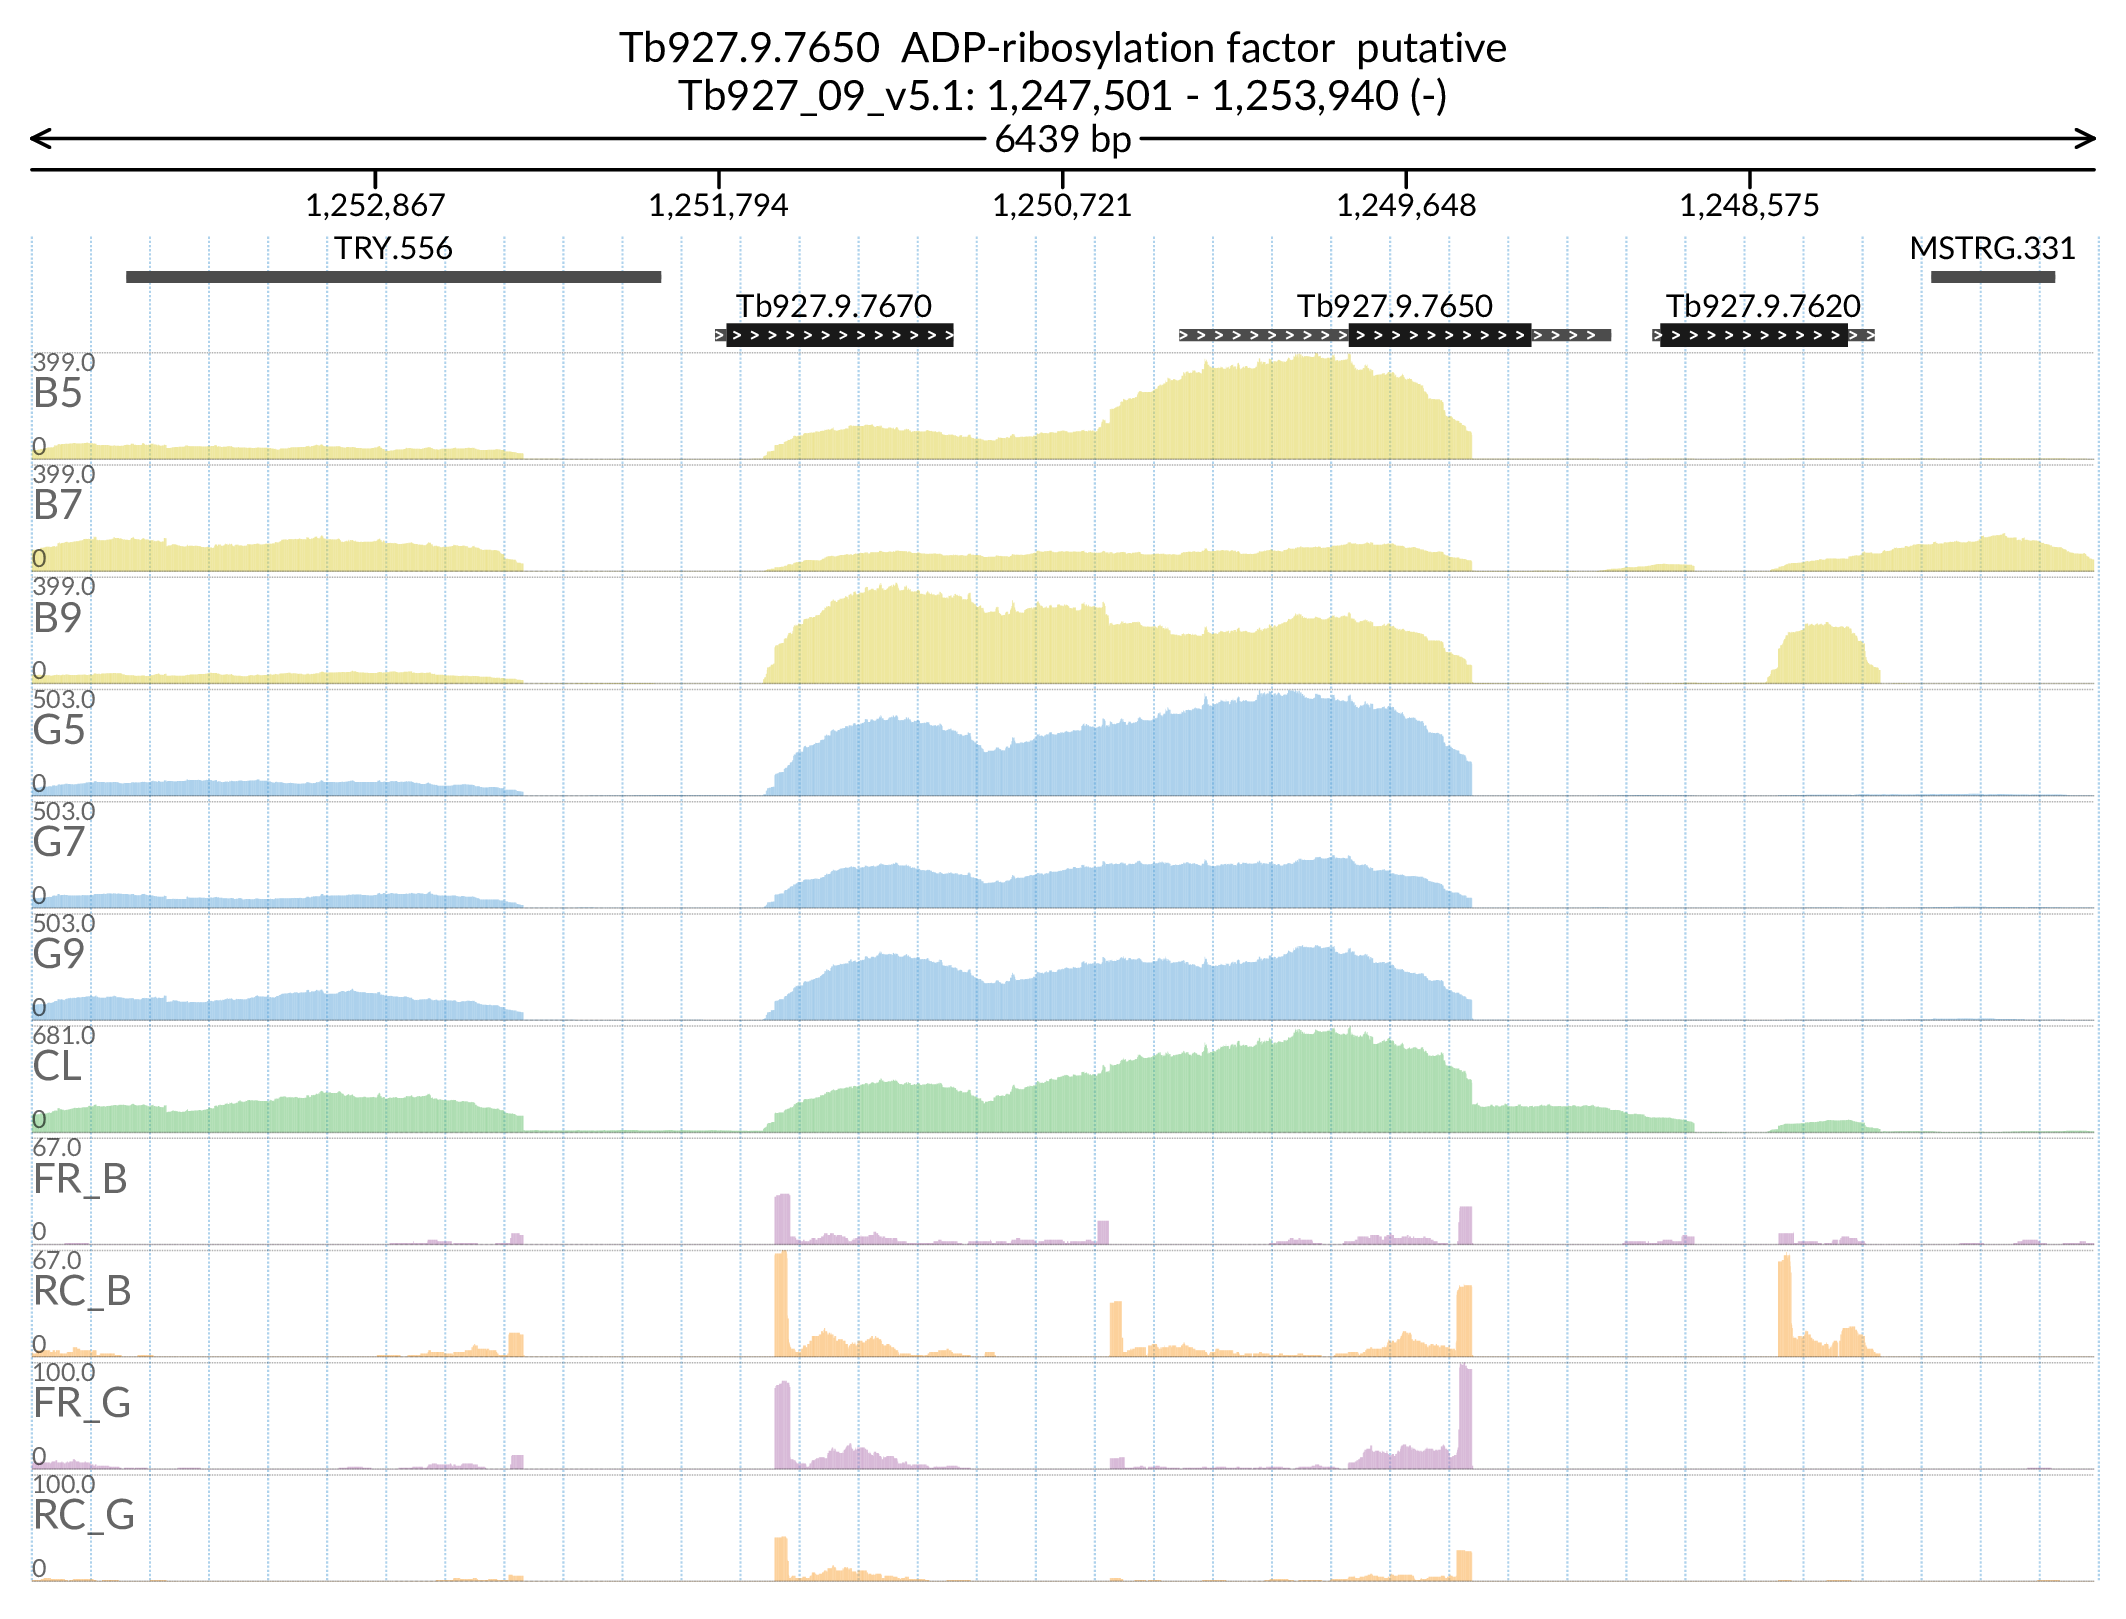 Tb927.9.7650 ADP-ribosylation factor putative
Tb927_09_v5.1: 1,247,501 - 1,253,940 (-)
6439 bp
1,252,867 1,251,794 1,250,721 1,249,648 1,248,575
TRY.556 MSTRG.331
Tb927.9.7670 Tb927.9.7650 Tb927.9.7620
399.0
B5
0
399.0
B7
0
399.0
B9
0
503.0
G5
0
503.0
G7
0
503.0
G9
0
681.0
CL
0
67.0
FR_B
0
67.0
RC_B
0
100.0
FR_G
0
100.0
RC_G
0